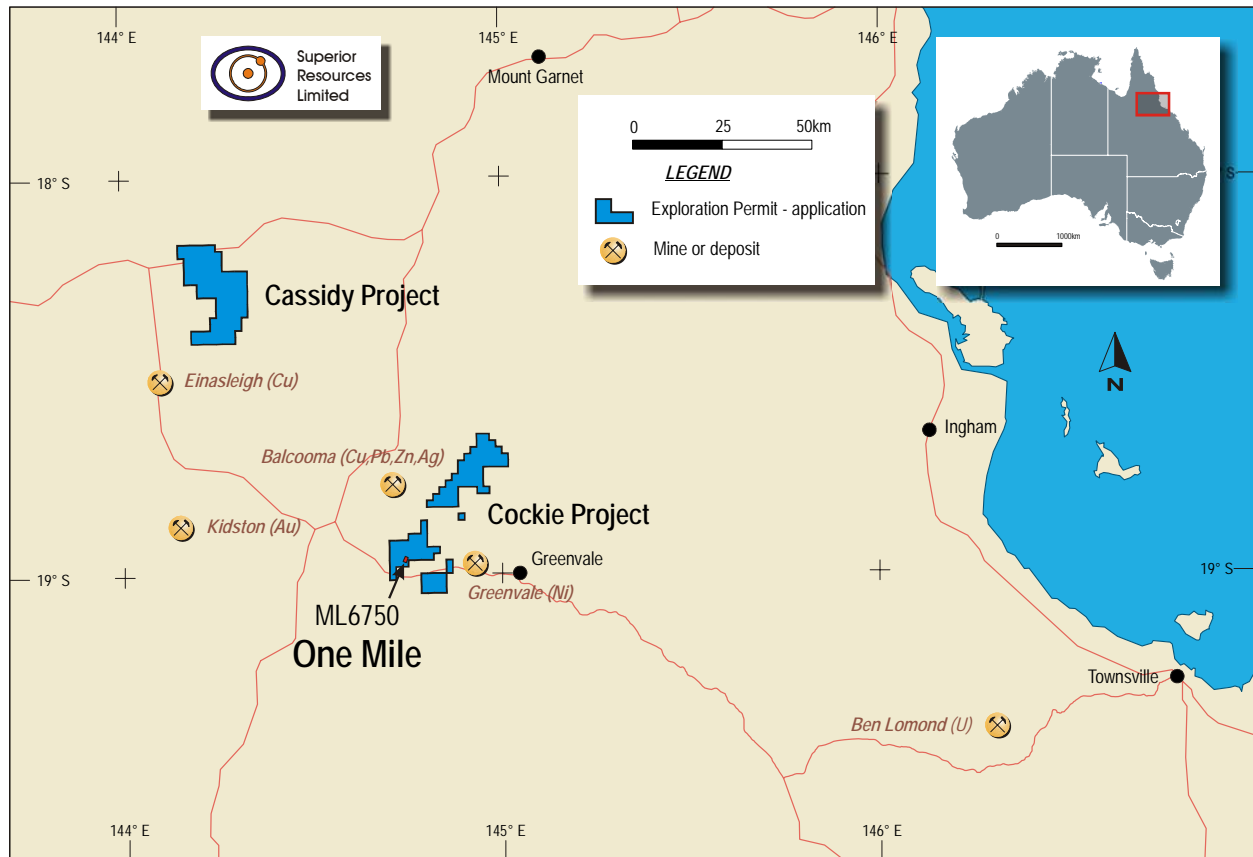 144° E
145° E
146° E
Superior
Resources
Limited
Mount Garnet
0 25 50km
LEGEND
Exploration Permit - application
Mine or deposit
0 1000km
18° S
S
Cassidy Project
Einasleigh (Cu)
N
Ingham
Balcooma (Cu,Pb,Zn,Ag)
Cockie Project
Kidston (Au)
Greenvale
19° S
19° S
Greenvale (Ni)
ML6750
One Mile
Townsville
Ben Lomond (U)
144° E
145° E
146° E